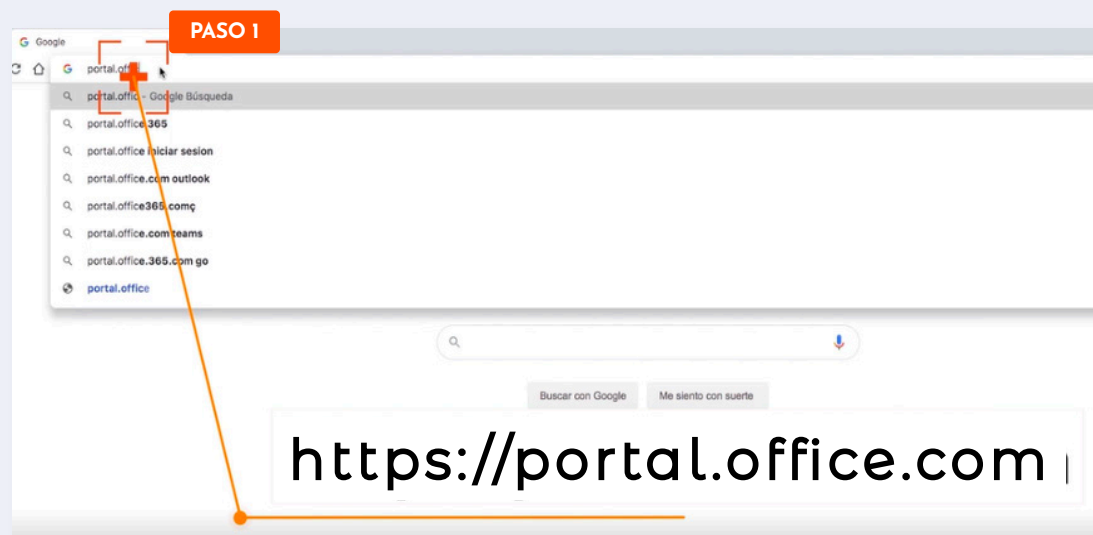 PASO 1
Google
portal.offic
portal.offic - Google Búsqueda
portal.office 365
portal.office iniciar sesion
portal.office.com outlook
portal.office365.comç
portal.office.com teams
portal.office.365.com go
portal.office
Buscar con Google
Me siento con suerte
https://portal.office.com